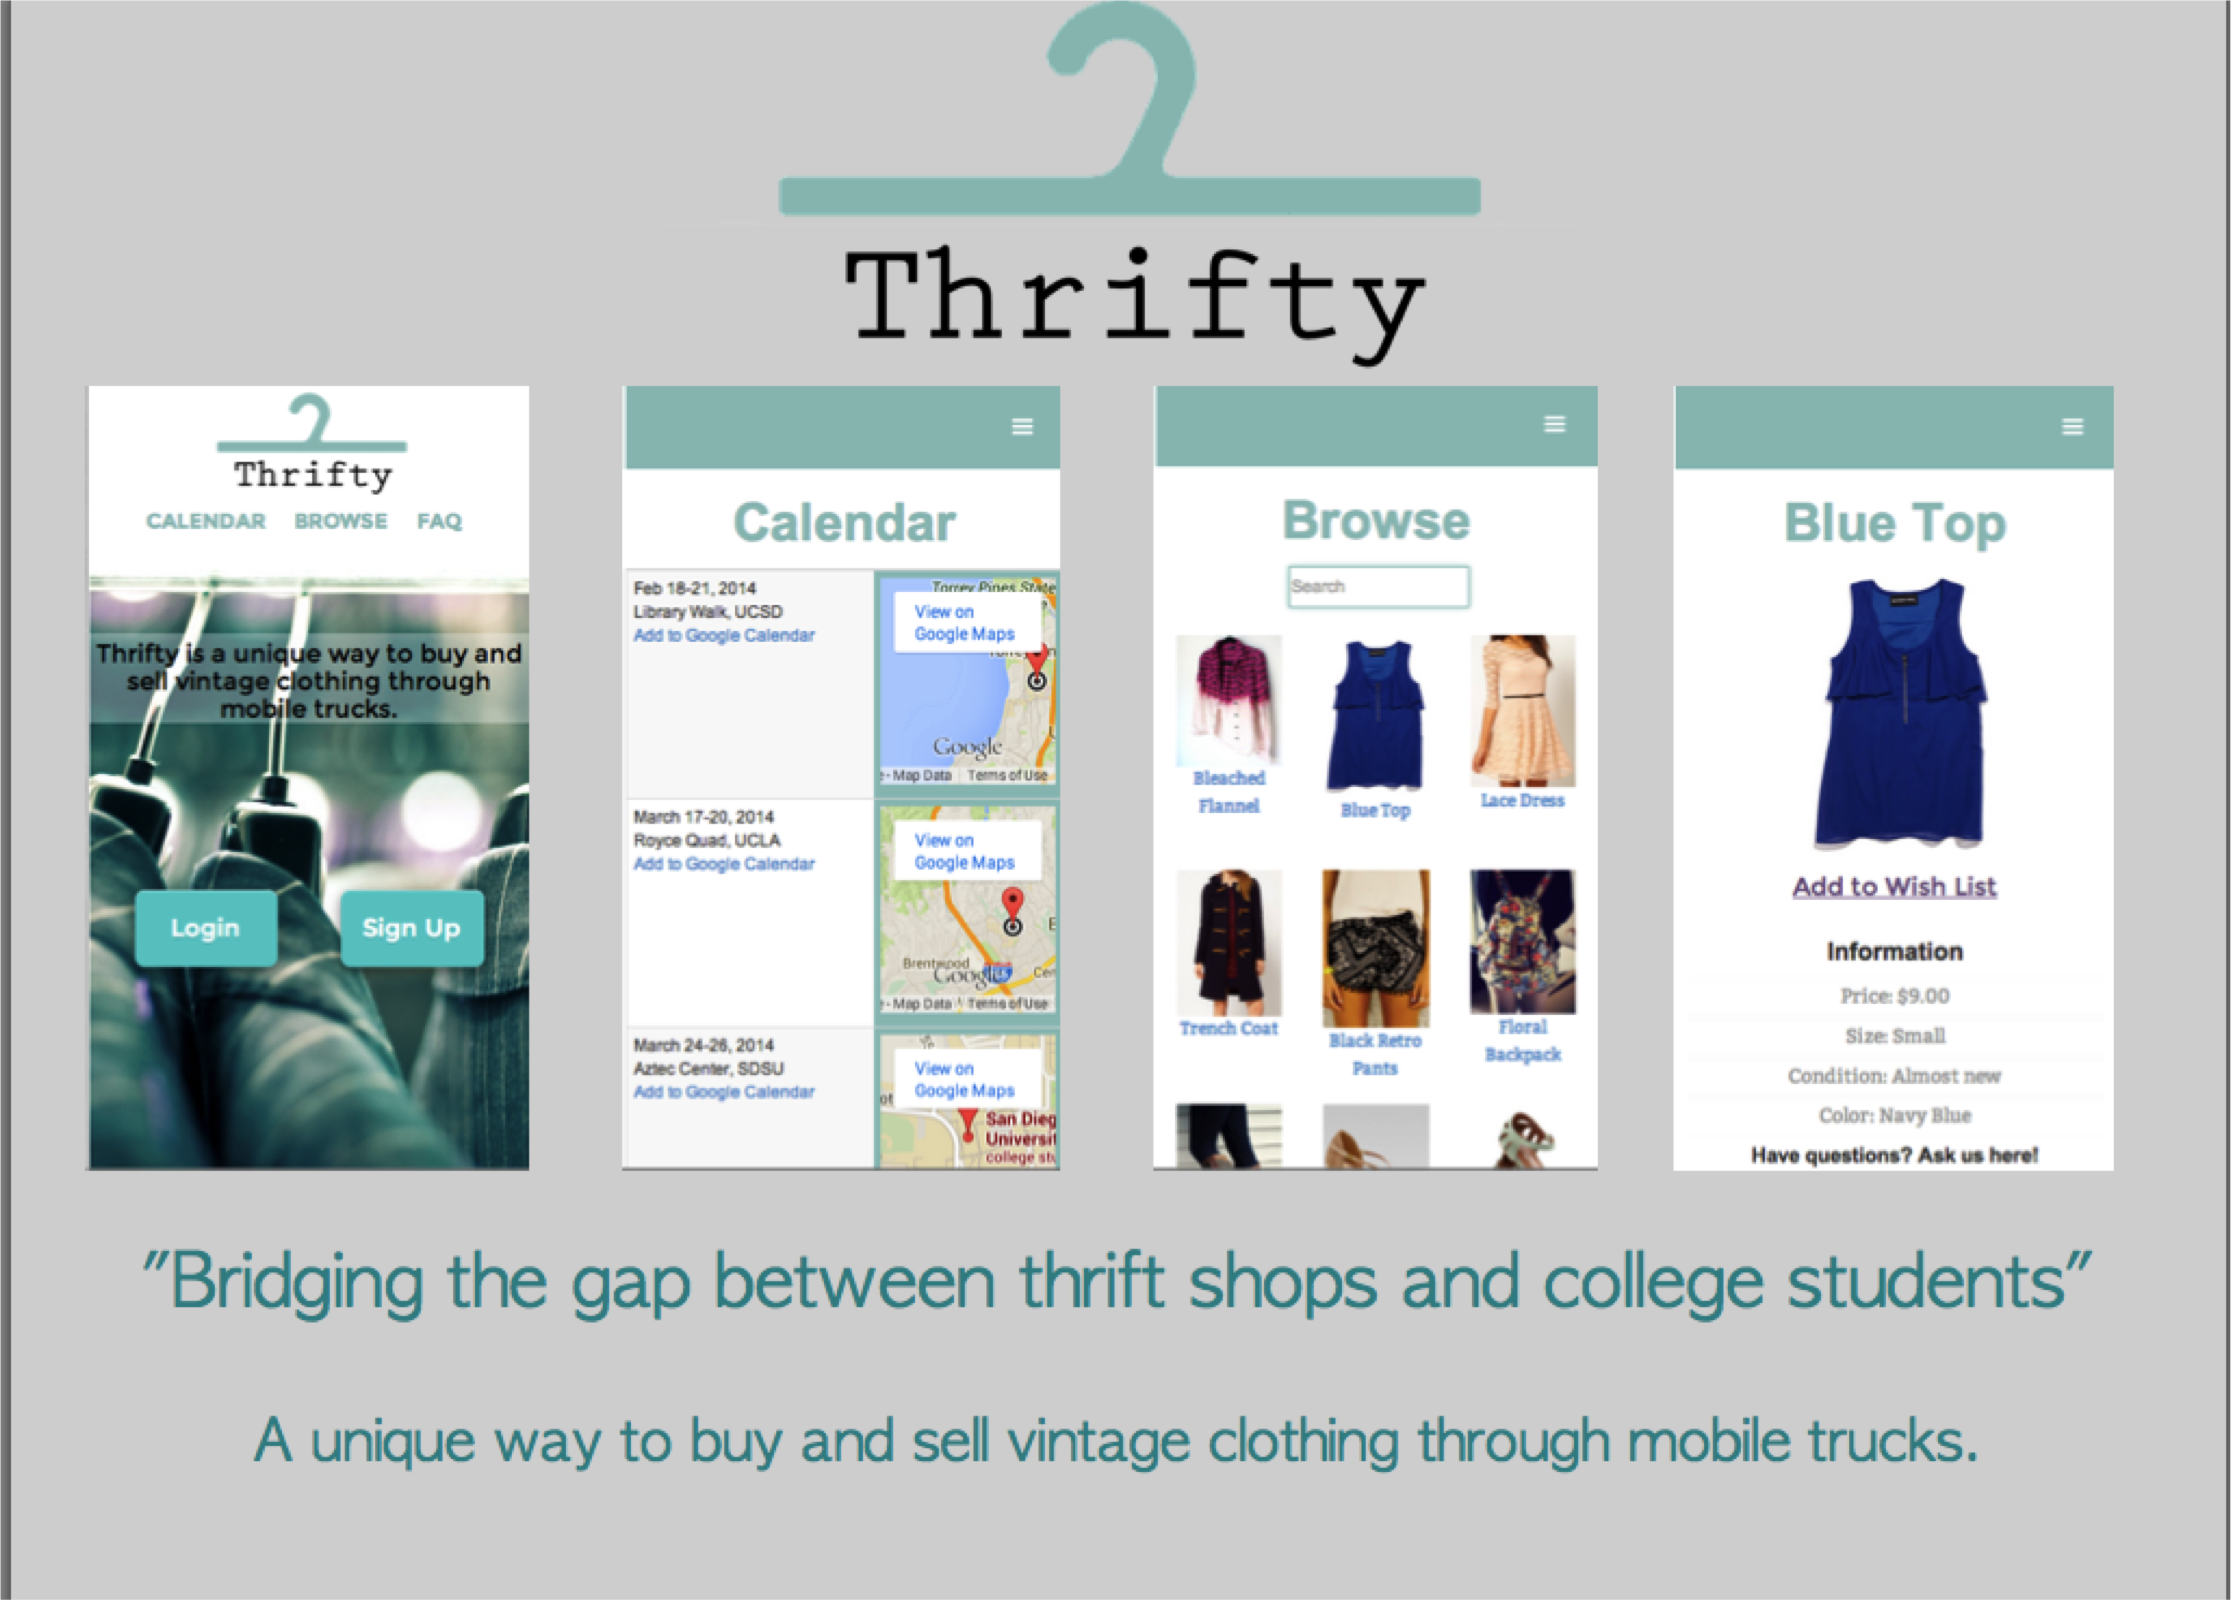 Thrifty
Thrifty
CALENDAR BROWSE FAQ
Thrifty is a unique way to buy and
sell vintage clothing through
mobile trucks.
Login
Sign Up
Calendar
Feb 18-21, 2014
Library Walk, UCSD
Add to Google Calendar
Torrey Pines State
View on
Google Maps
Google
Map Data
Terms of Use
March 17-20, 2014
Royce Quad, UCLA
Add to Google Calendar
View on
Google Maps
Brentwood
Google
Map Data
Terms of Use
March 24-26, 2014
Aztec Center, SDSU
Add to Google Calendar
View on
Google Maps
San Dieg
Universit
college stu
Browse
Search
Bleached
Flannel
Blue Top
Lace Dress
Trench Coat
Black Retro
Pants
Floral
Backpack
Blue Top
Add to Wish List
Information
Price: $9.00
Size: Small
Condition: Almost new
Color: Navy Blue
Have questions? Ask us here!
"Bridging the gap between thrift shops and college students"
A unique way to buy and sell vintage clothing through mobile trucks.